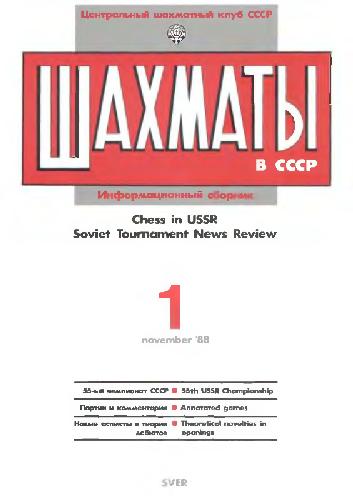 Центральный шахматный клуб СССР
ШАХМАТЫ
В СССР
Информационный сборник
Chess in USSR
Soviet Tournament News Review
1
november '88
55-ый чемпионат СССР ■ 55th USSR Championship
Партии и комментарии ■ Annotated games
Новые аспекты в теории ■ Theoretical novelties in
дебютов openings
SVER